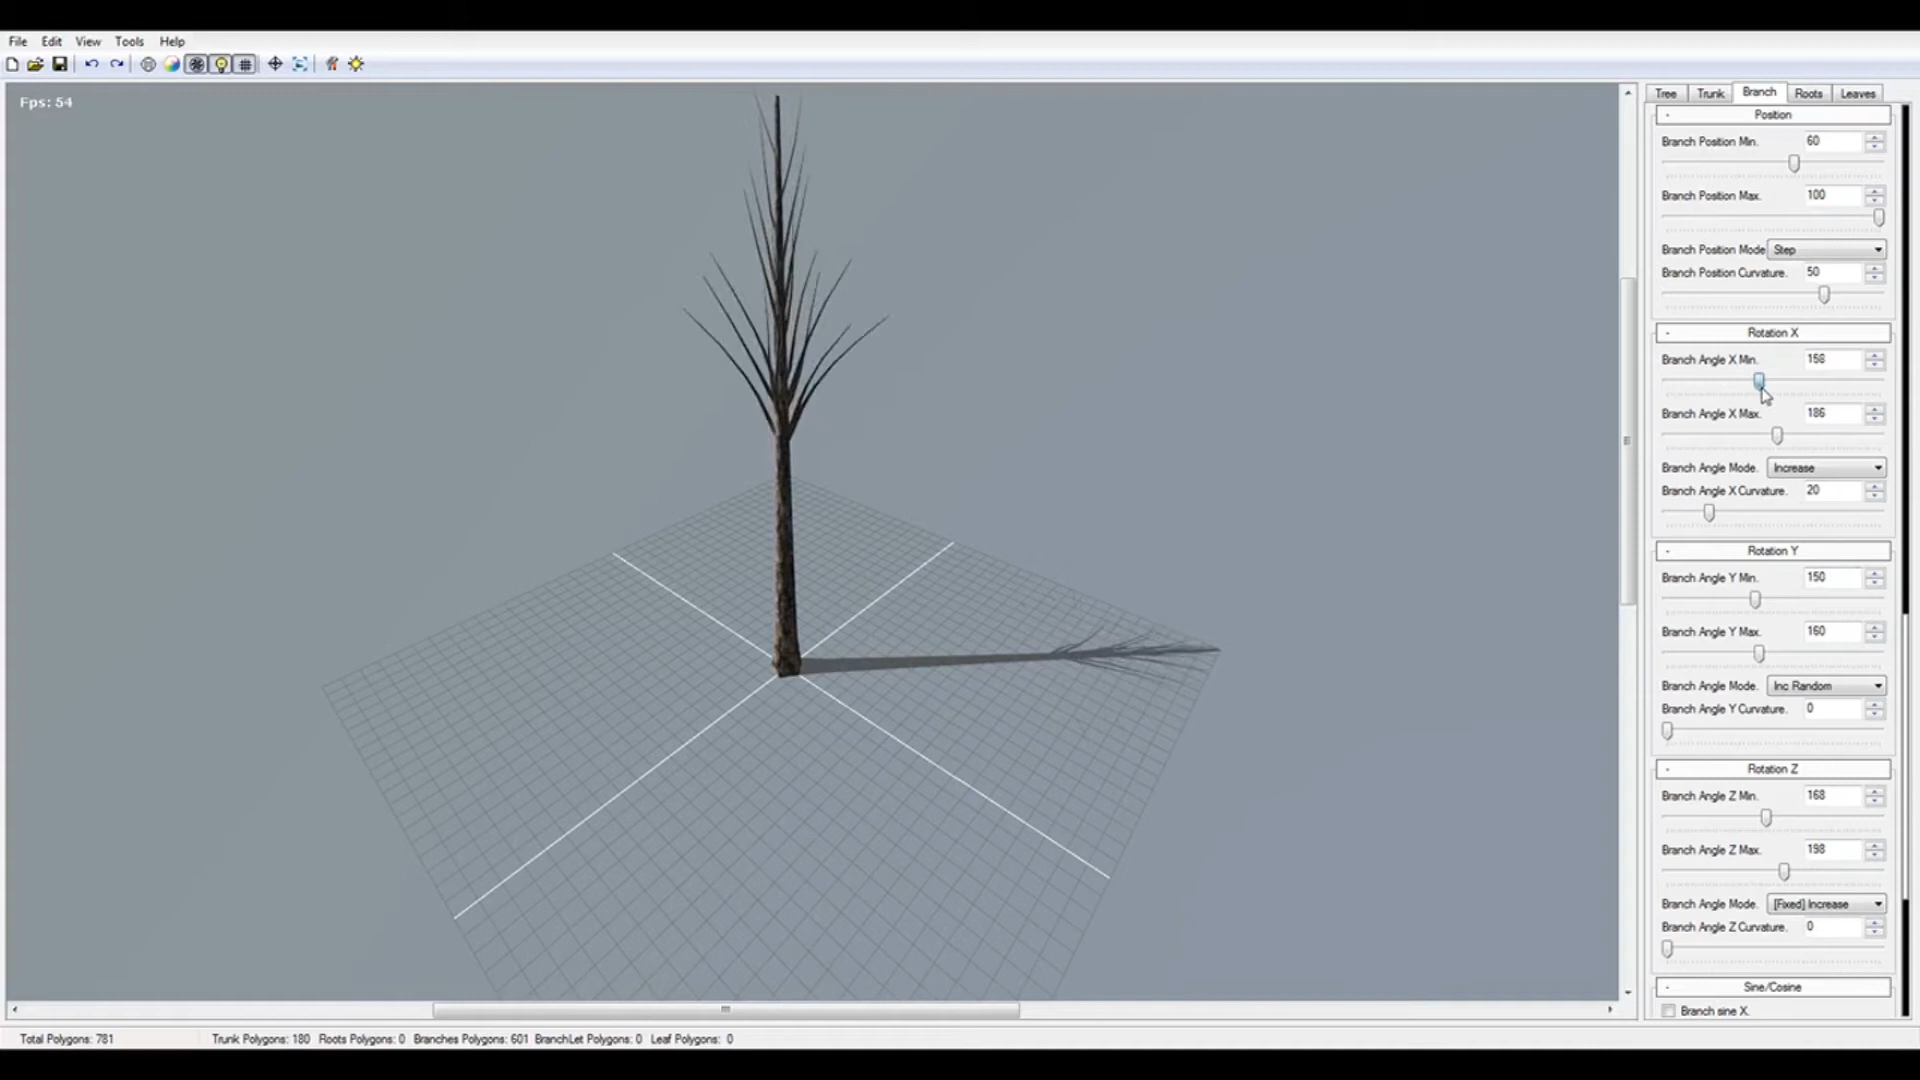 File Edit View Tools Help
Fps: 54
Tree Trunk Branch Roots Leaves
- Position
Branch Position Min. 60
Branch Position Max. 100
Branch Position Mode Step
Branch Position Curvature. 50
- Rotation X
Branch Angle X Min. 158
Branch Angle X Max. 186
Branch Angle Mode. Increase
Branch Angle X Curvature. 20
- Rotation Y
Branch Angle Y Min. 150
Branch Angle Y Max. 160
Branch Angle Mode. Inc Random
Branch Angle Y Curvature. 0
- Rotation Z
Branch Angle Z Min. 168
Branch Angle Z Max. 198
Branch Angle Mode. [Fixed] Increase
Branch Angle Z Curvature. 0
- Sine/Cosine
Branch sine X.
Total Polygons: 781 Trunk Polygons: 180 Roots Polygons: 0 Branches Polygons: 601 BranchLet Polygons: 0 Leaf Polygons: 0